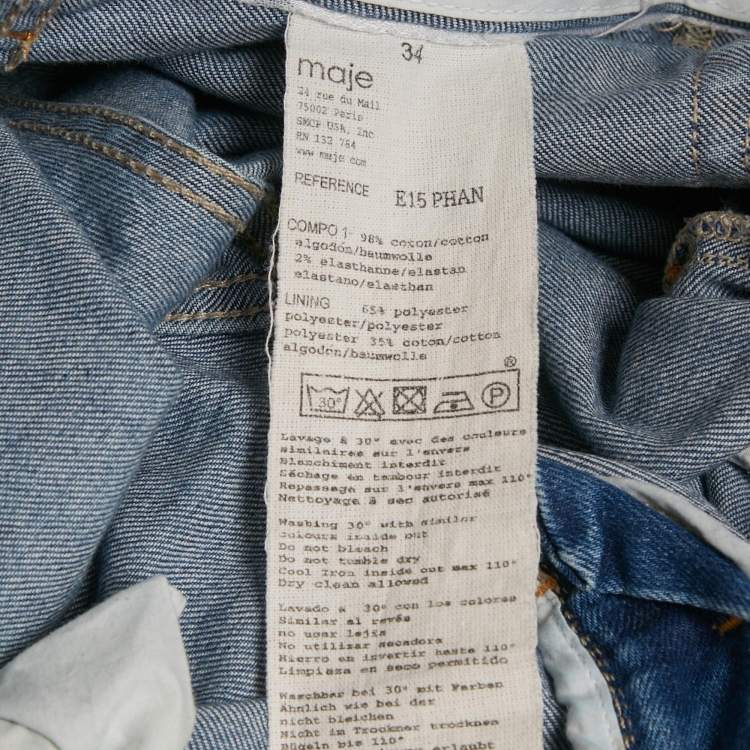 34
maje
24 rue du Mail
75002 Paris
SMCP USA, Inc
RN 132 784
www.maje.com
REFERENCE E15 PHAN
COMPO 1- 98% coton/cotton
algodón/baumwolle
2% elasthanne/elastan
elastano/elasthan
LINING 65% polyester
polyester/polyester
polyester 35% coton/cotton
algodon/baumwolle
®
30° P
Lavage à 30° avec des couleurs
similaires sur l'envers
Blanchiment interdit
Séchage en tambour interdit
Repassage sur l'envers max 110°
Nettoyage à sec autorisé
Washing 30° with similar
colours inside out
Do not bleach
Do not tumble dry
Cool iron inside out max 110°
Dry clean allowed
Lavado a 30° con los colores
Similar al revés
no usar lejía
No utilizar secadora
Hierro en invertir hasta 110°
Limpieza en seco permitido
Waschbar bei 30° mit Farben
Ähnlich wie bei der
nicht bleichen
Nicht im Trockner trocknen
Bügeln bis 110°
erlaubt